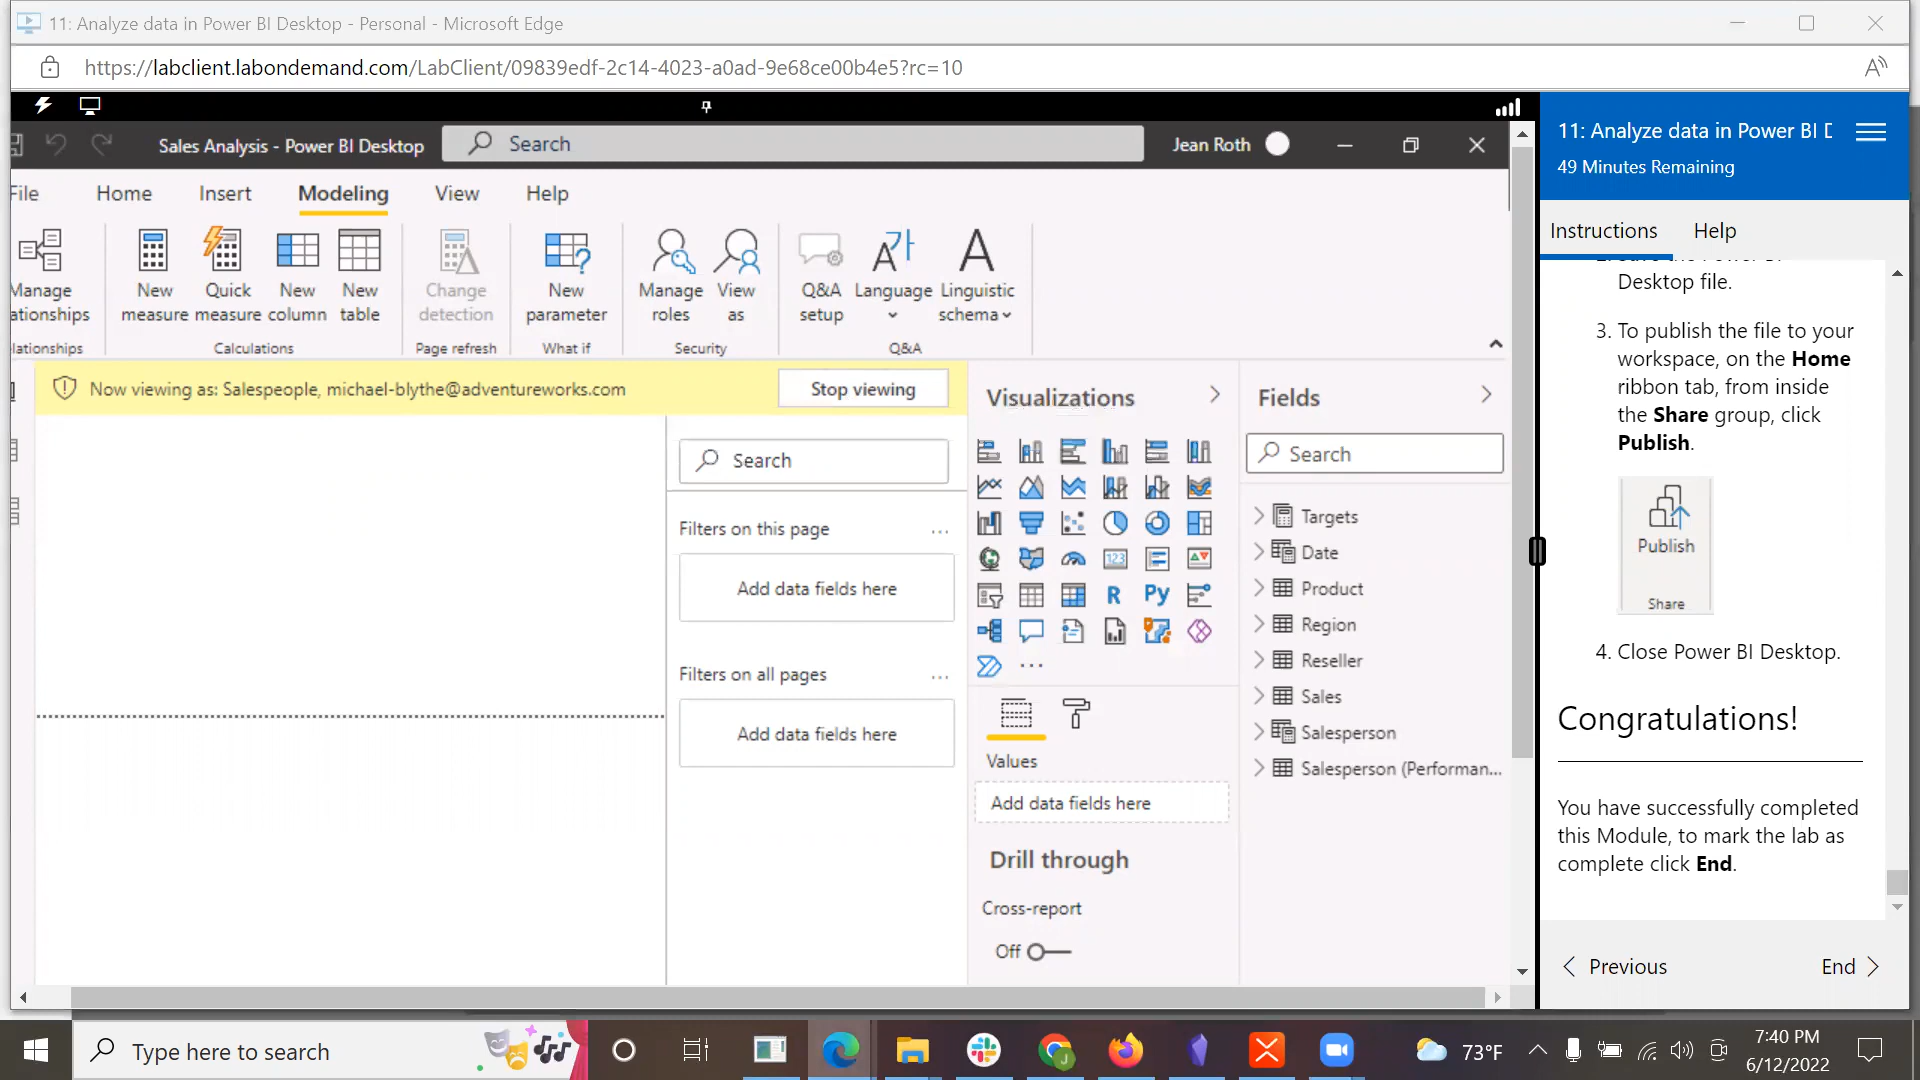 11: Analyze data in Power BI Desktop - Personal - Microsoft Edge
https://labclient.labondemand.com/LabClient/09839edf-2c14-4023-a0ad-9e68ce00b4e5?rc=10
Sales Analysis - Power BI Desktop
Search
Jean Roth
File
Home
Insert
Modeling
View
Help
Manage
ationships
New
measure
Quick
measure
New
column
New
table
Change
detection
New
parameter
Manage
roles
View
as
Q&A
setup
Language
Linguistic
schema
lationships
Calculations
Page refresh
What if
Security
Q&A
Now viewing as: Salespeople, michael-blythe@adventureworks.com
Stop viewing
Search
Filters on this page
...
Add data fields here
Filters on all pages
...
Add data fields here
Visualizations
123
R
Py
...
Values
Add data fields here
Drill through
Cross-report
Off
Fields
Search
Targets
Date
Product
Region
Reseller
Sales
Salesperson
Salesperson (Performan...
11: Analyze data in Power BI D
49 Minutes Remaining
Instructions
Help
Desktop file.
3. To publish the file to your
workspace, on the Home
ribbon tab, from inside
the Share group, click
Publish.
Publish
Share
4. Close Power BI Desktop.
Congratulations!
You have successfully completed
this Module, to mark the lab as
complete click End.
Previous
End
Type here to search
73°F
7:40 PM
6/12/2022